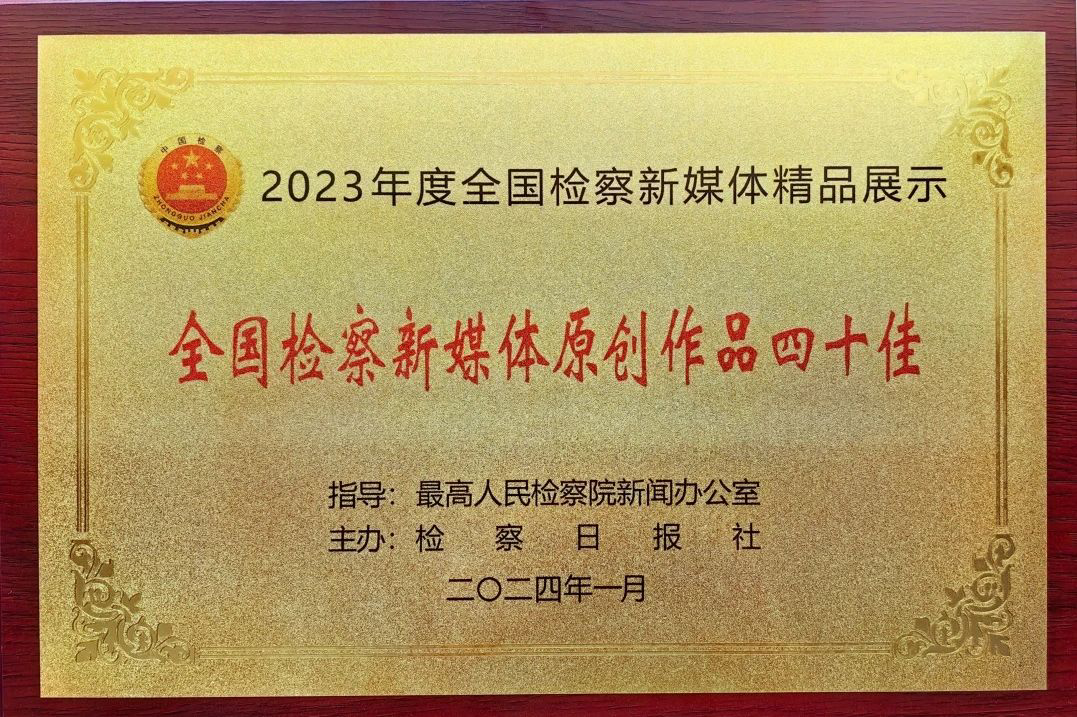 中国检察
ZHONGGUO JIANCHA
2023年度全国检察新媒体精品展示
全国检察新媒体原创作品四十佳
指导：最高人民检察院新闻办公室
主办：检察日报社
二〇二四年一月